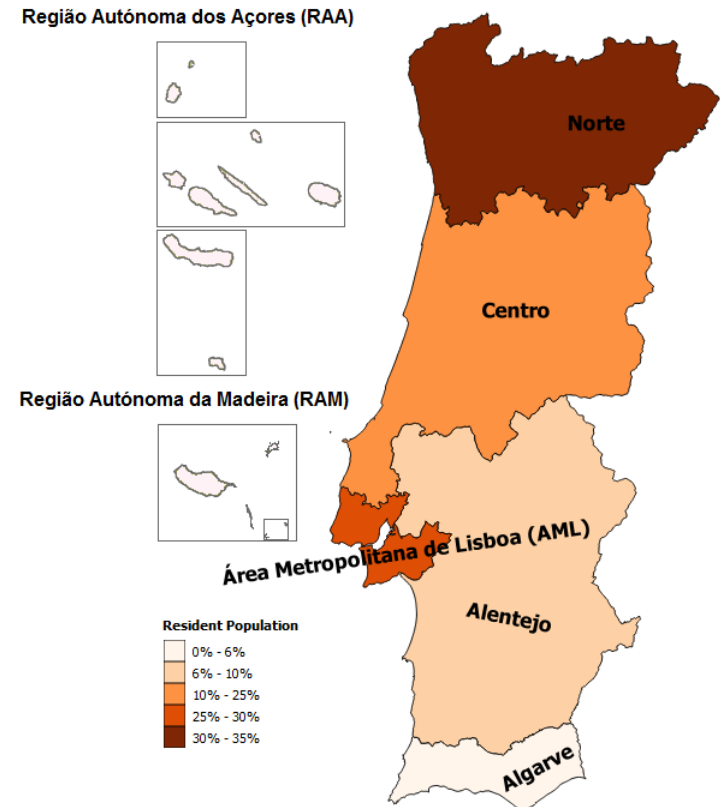 Região Autónoma dos Açores (RAA)
Norte
Centro
Região Autónoma da Madeira (RAM)
Área Metropolitana de Lisboa (AML)
Alentejo
Resident Population
0% - 6%
6% - 10%
10% - 25%
25% - 30%
30% - 35%
Algarve